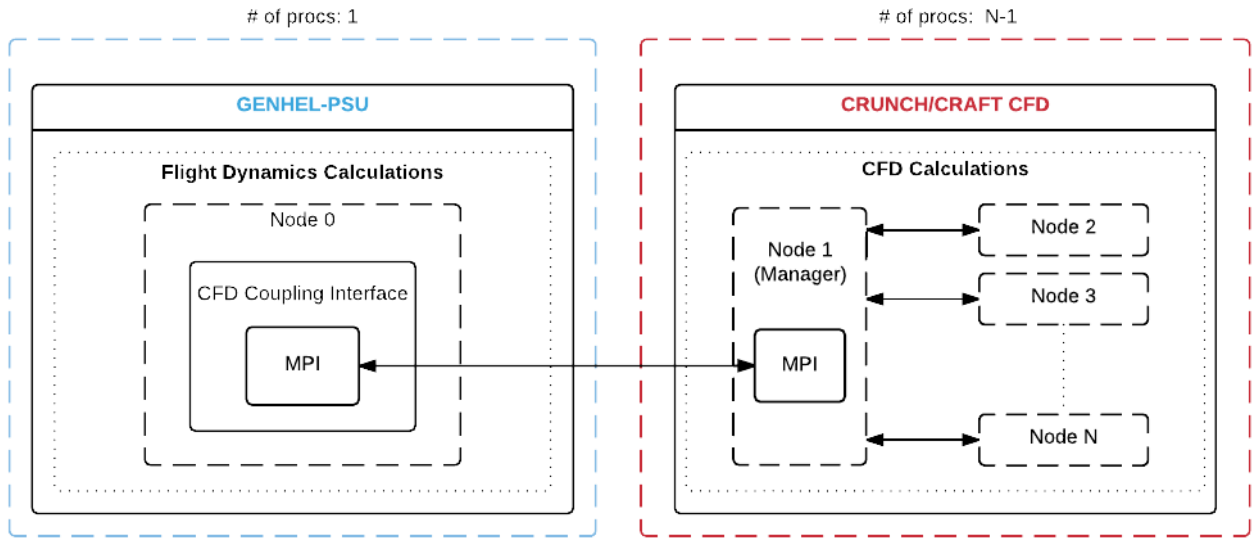 # of procs: 1
GENHEL-PSU
Flight Dynamics Calculations
Node 0
CFD Coupling Interface
MPI
# of procs: N-1
CRUNCH/CRAFT CFD
CFD Calculations
Node 1
(Manager)
MPI
Node 2
Node 3
Node N